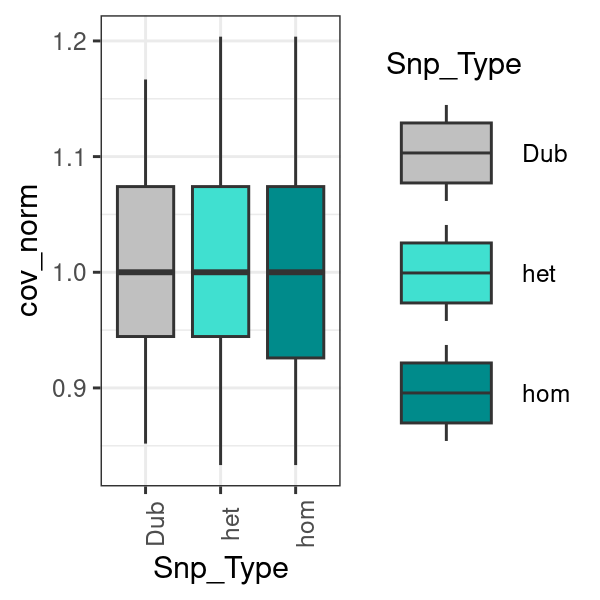 cov_norm
1.2
1.1
1.0
0.9
Dub
het
hom
Snp_Type
Snp_Type
Dub
het
hom